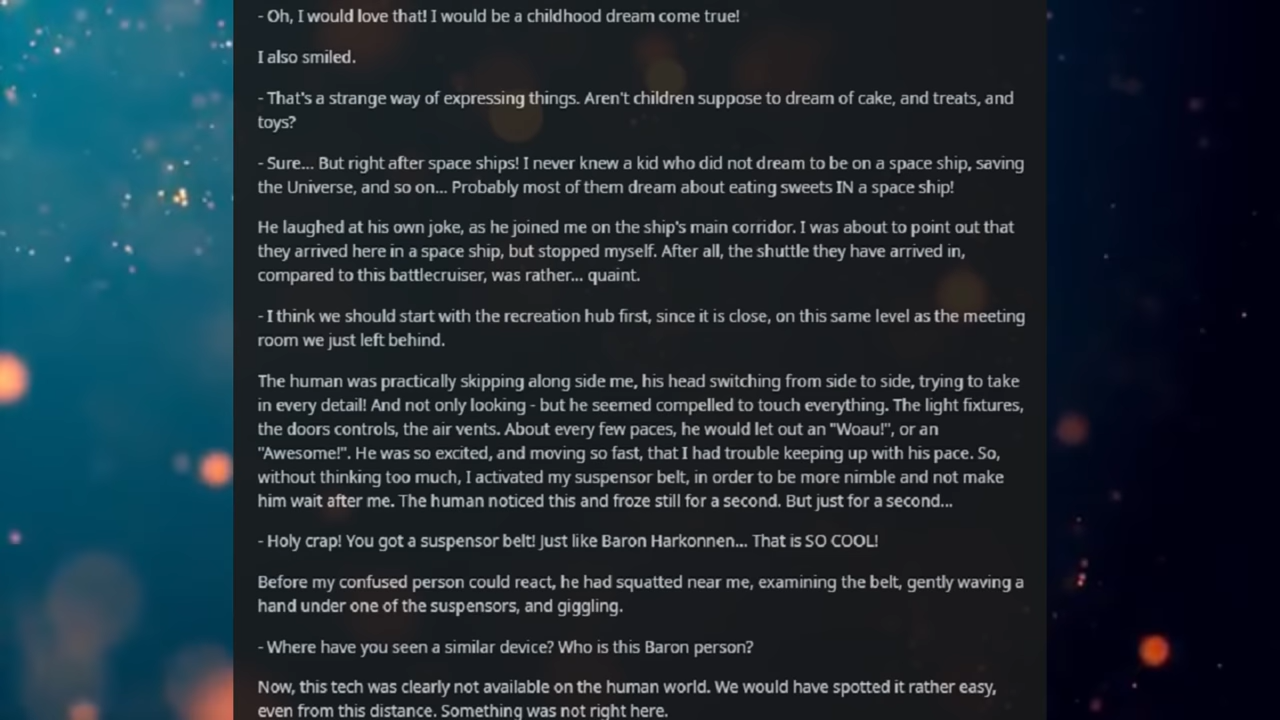 - Oh, I would love that! I would be a childhood dream come true!
I also smiled.
- That's a strange way of expressing things. Aren't children suppose to dream of cake, and treats, and
toys?
- Sure... But right after space ships! I never knew a kid who did not dream to be on a space ship, saving
the Universe, and so on... Probably most of them dream about eating sweets IN a space ship!
He laughed at his own joke, as he joined me on the ship's main corridor. I was about to point out that
they arrived here in a space ship, but stopped myself. After all, the shuttle they have arrived in,
compared to this battlecruiser, was rather... quaint.
- I think we should start with the recreation hub first, since it is close, on this same level as the meeting
room we just left behind.
The human was practically skipping along side me, his head switching from side to side, trying to take
in every detail! And not only looking - but he seemed compelled to touch everything. The light fixtures,
the doors controls, the air vents. About every few paces, he would let out an "Woau!", or an
"Awesome!". He was so excited, and moving so fast, that I had trouble keeping up with his pace. So,
without thinking too much, I activated my suspensor belt, in order to be more nimble and not make
him wait after me. The human noticed this and froze still for a second. But just for a second...
- Holy crap! You got a suspensor belt! Just like Baron Harkonnen... That is SO COOL!
Before my confused person could react, he had squatted near me, examining the belt, gently waving a
hand under one of the suspensors, and giggling.
- Where have you seen a similar device? Who is this Baron person?
Now, this tech was clearly not available on the human world. We would have spotted it rather easy,
even from this distance. Something was not right here.